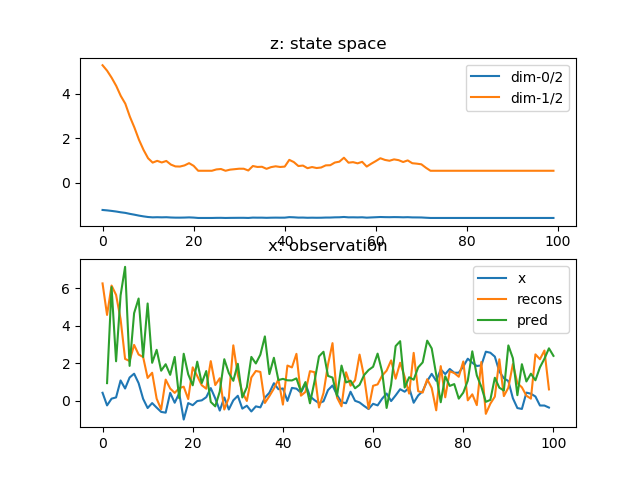 z: state space
dim-0/2
dim-1/2
4
2
0
0 20 40 60 80 100
x: observation
x
recons
pred
6
4
2
0
0 20 40 60 80 100